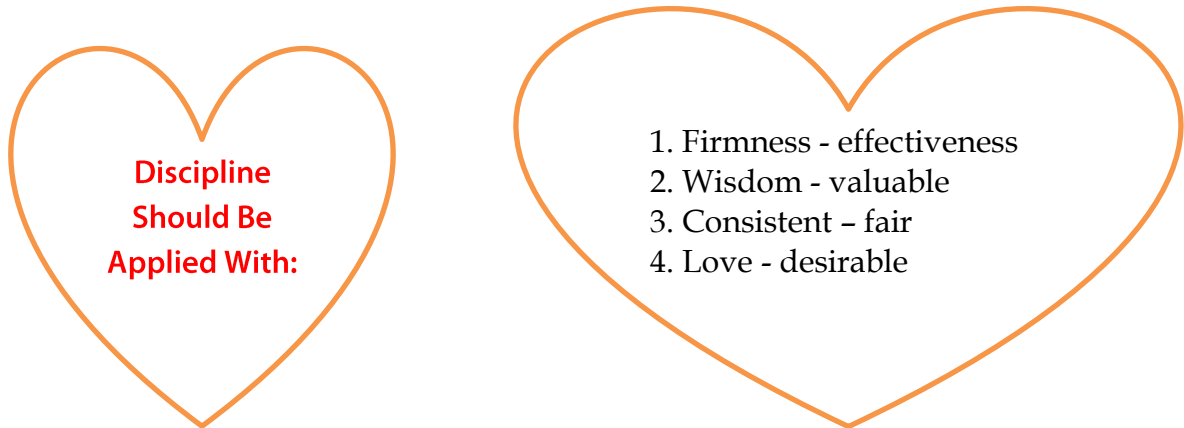 Discipline
Should Be
Applied With:
1. Firmness - effectiveness
2. Wisdom - valuable
3. Consistent – fair
4. Love - desirable